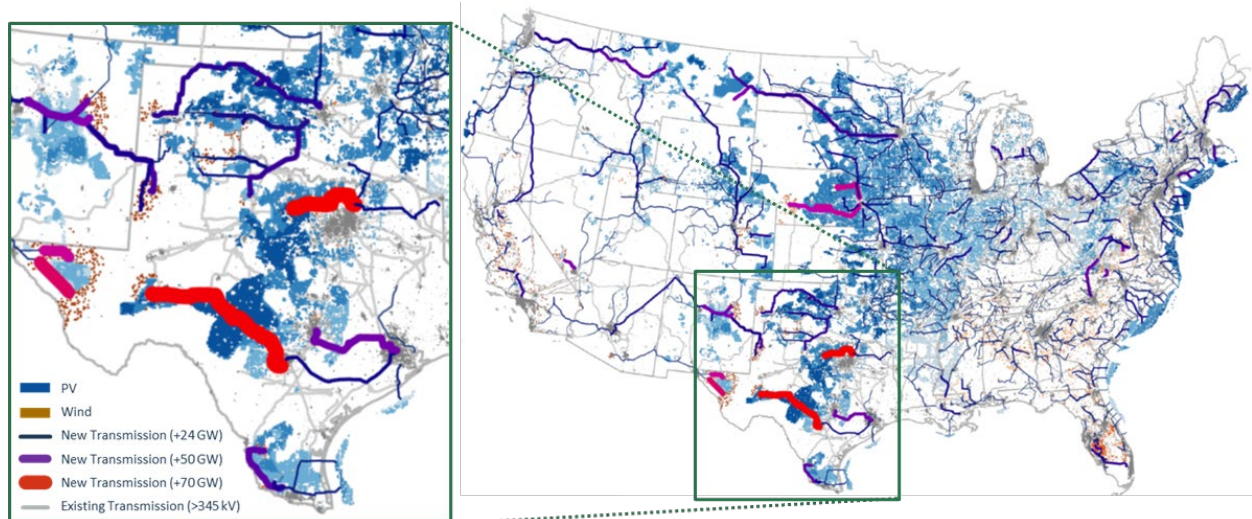 PV
Wind
New Transmission (+24 GW)
New Transmission (+50 GW)
New Transmission (+70 GW)
Existing Transmission (>345 kV)